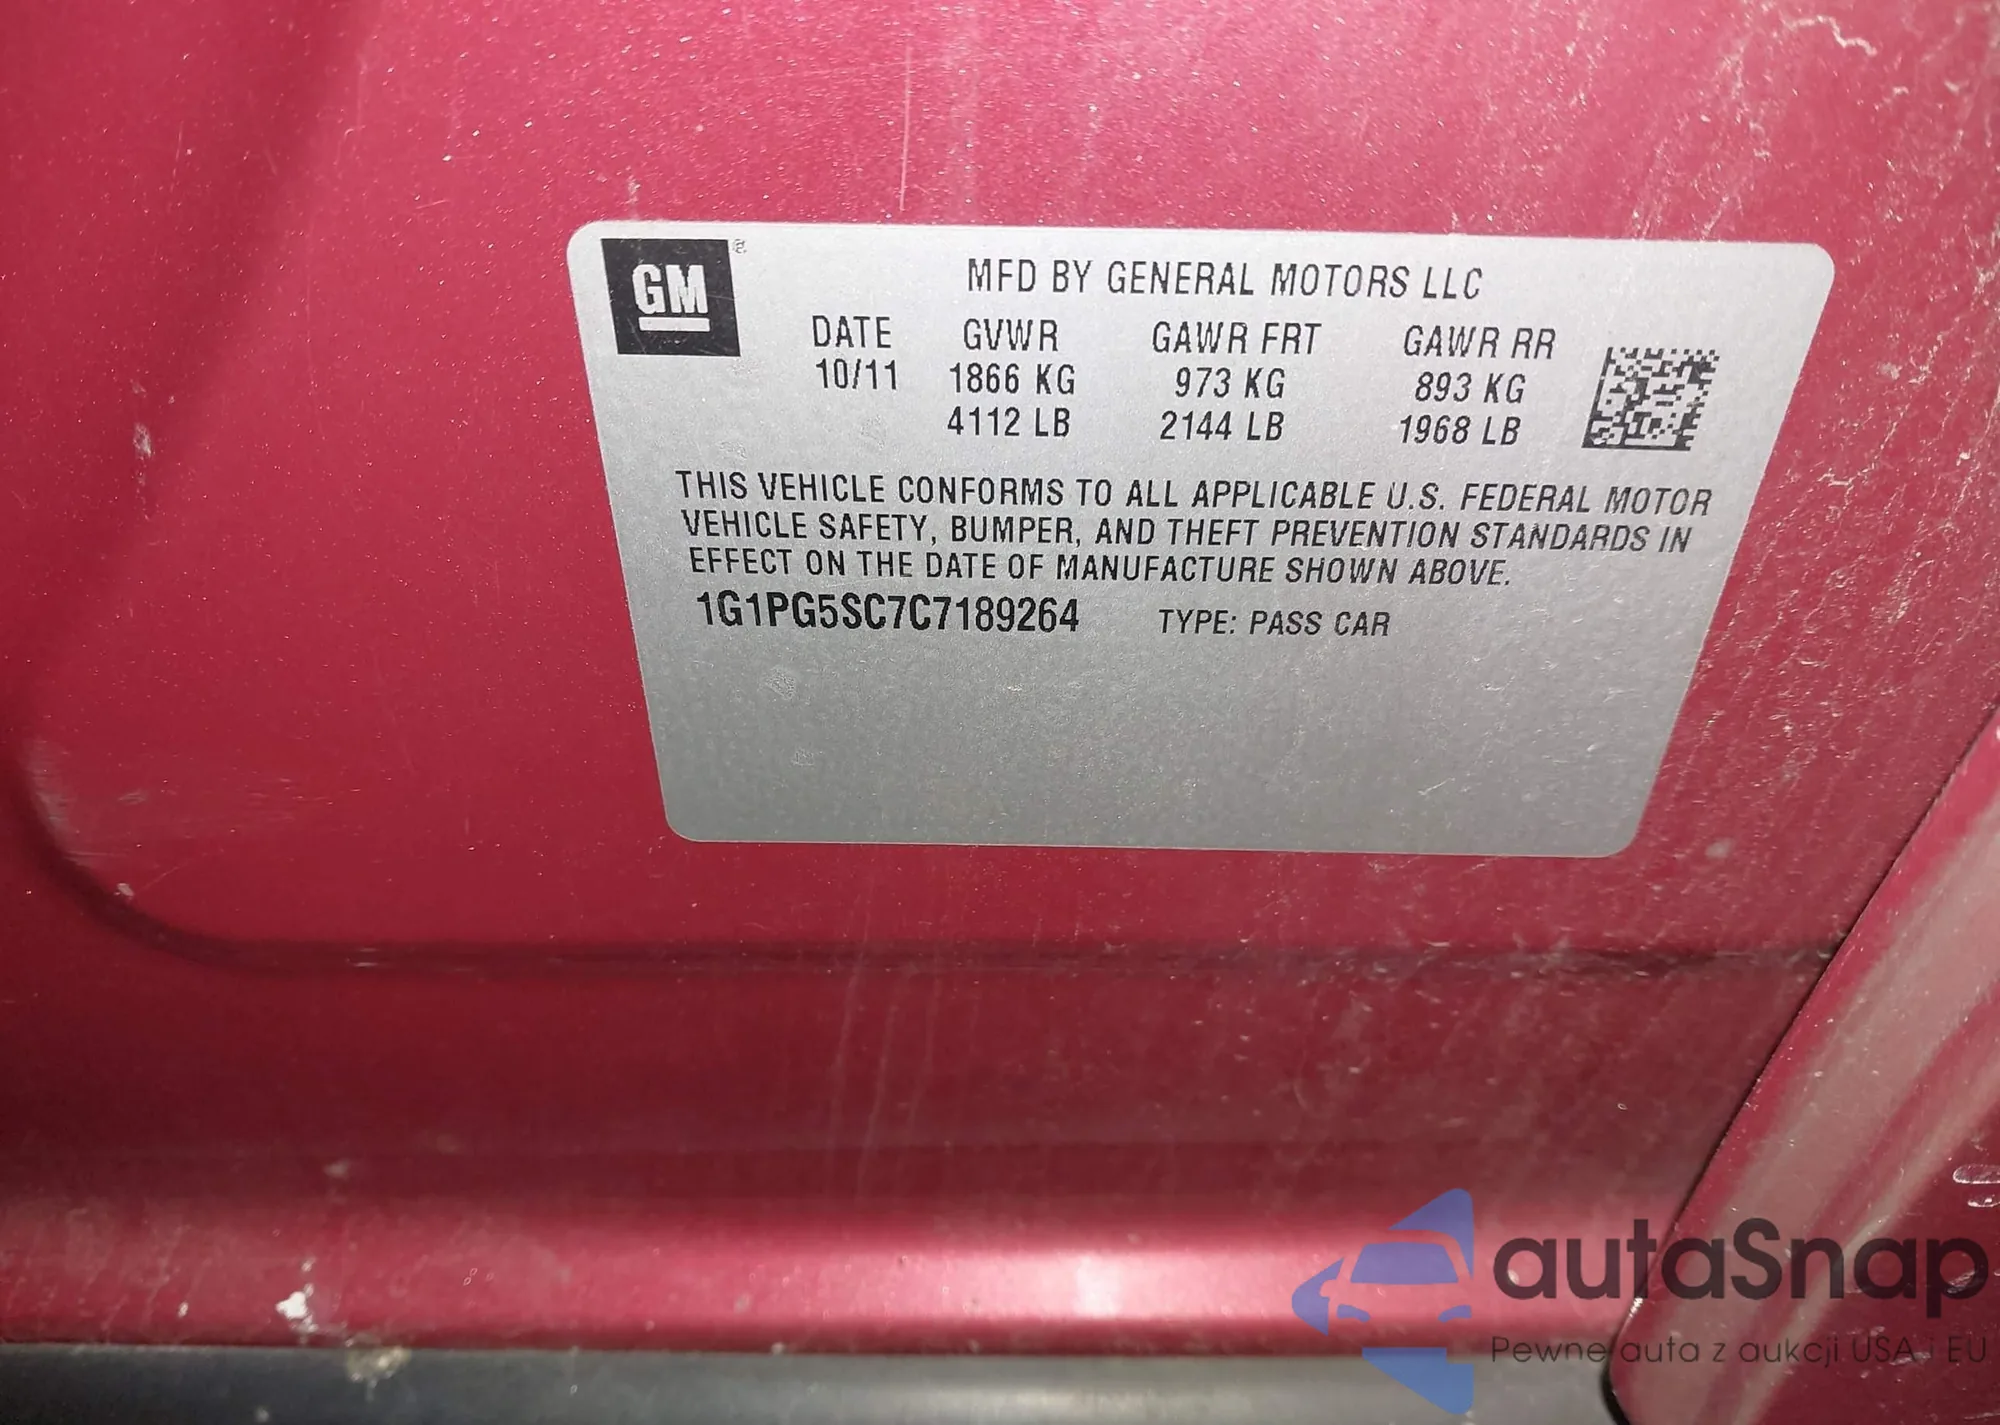 GM
MFD BY GENERAL MOTORS LLC
DATE GVWR GAWR FRT GAWR RR
10/11 1866 KG 973 KG 893 KG
4112 LB 2144 LB 1968 LB
THIS VEHICLE CONFORMS TO ALL APPLICABLE U.S. FEDERAL MOTOR
VEHICLE SAFETY, BUMPER, AND THEFT PREVENTION STANDARDS IN
EFFECT ON THE DATE OF MANUFACTURE SHOWN ABOVE.
1G1PG5SC7C7189264 TYPE: PASS CAR
autaSnap
Pewne auta z aukcji USA i EU